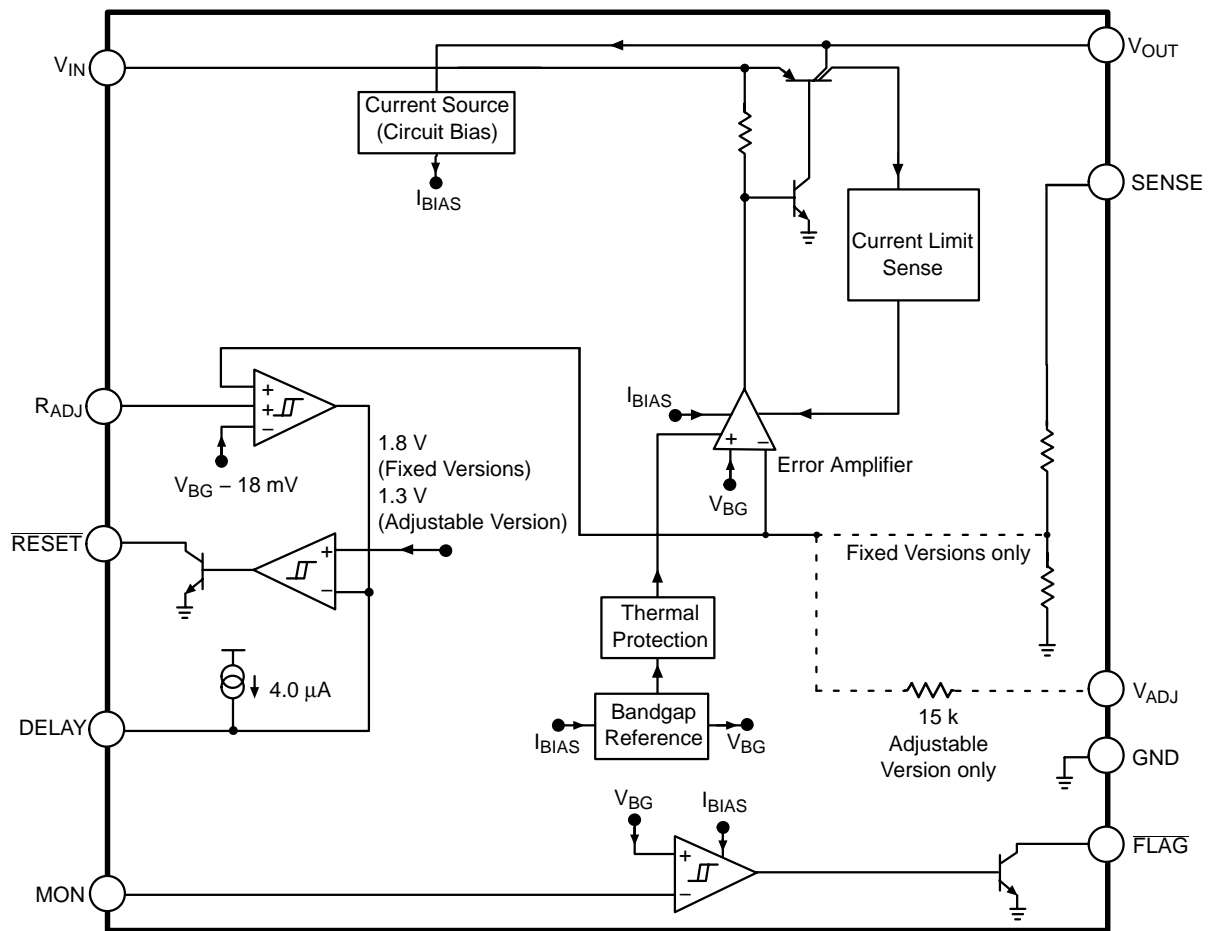 V_IN
V_OUT
Current Source
(Circuit Bias)
I_BIAS
SENSE
Current Limit
Sense
R_ADJ
+
+
−
V_BG – 18 mV
1.8 V
(Fixed Versions)
1.3 V
(Adjustable Version)
I_BIAS
+
−
Error Amplifier
V_BG
R̅E̅S̅E̅T̅
+
−
Fixed Versions only
Thermal
Protection
4.0 µA
DELAY
Bandgap
Reference
I_BIAS
V_BG
15 k
Adjustable
Version only
V_ADJ
GND
V_BG
I_BIAS
+
−
F̅L̅A̅G̅
MON